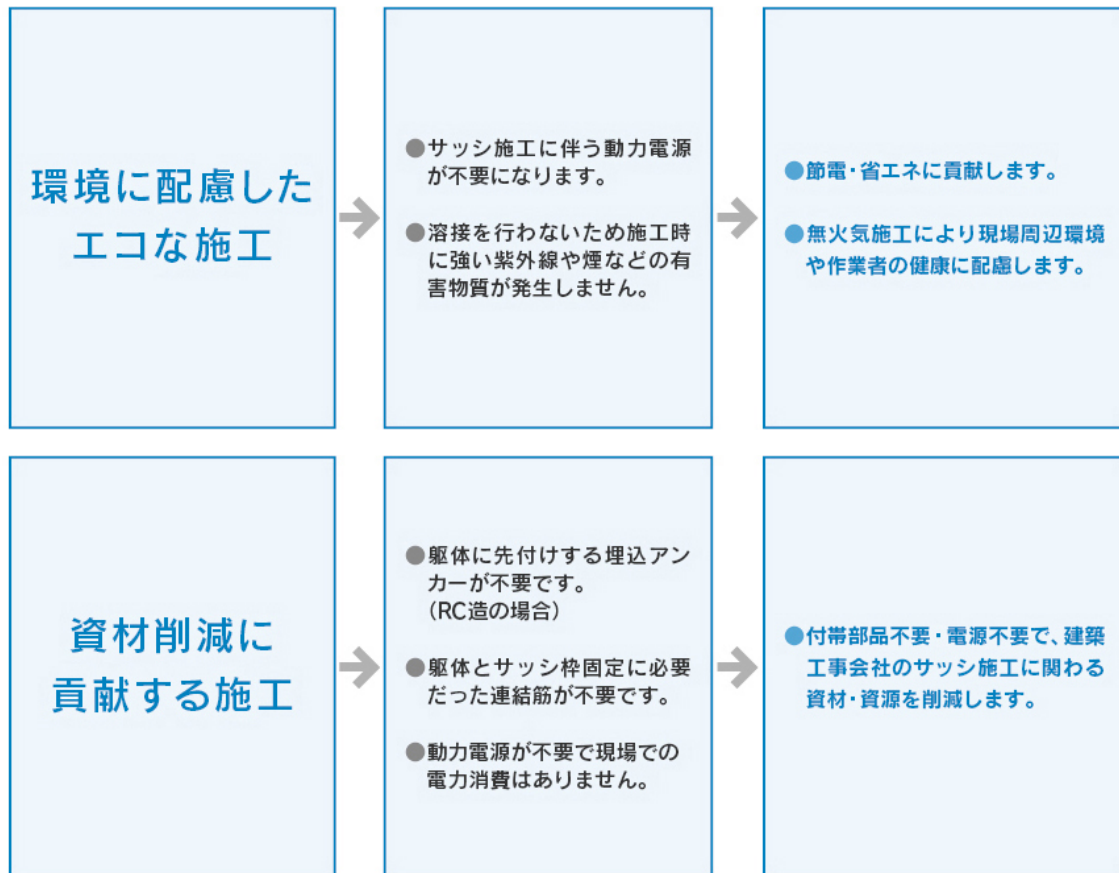 環境に配慮した
エコな施工
●サッシ施工に伴う動力電源
が不要になります。
●溶接を行わないため施工時
に強い紫外線や煙などの有
害物質が発生しません。
●節電・省エネに貢献します。
●無火気施工により現場周辺環境
や作業者の健康に配慮します。
資材削減に
貢献する施工
●躯体に先付けする埋込アン
カーが不要です。
（RC造の場合）
●躯体とサッシ枠固定に必要
だった連結筋が不要です。
●動力電源が不要で現場での
電力消費はありません。
●付帯部品不要・電源不要で、建築
工事会社のサッシ施工に関わる
資材・資源を削減します。